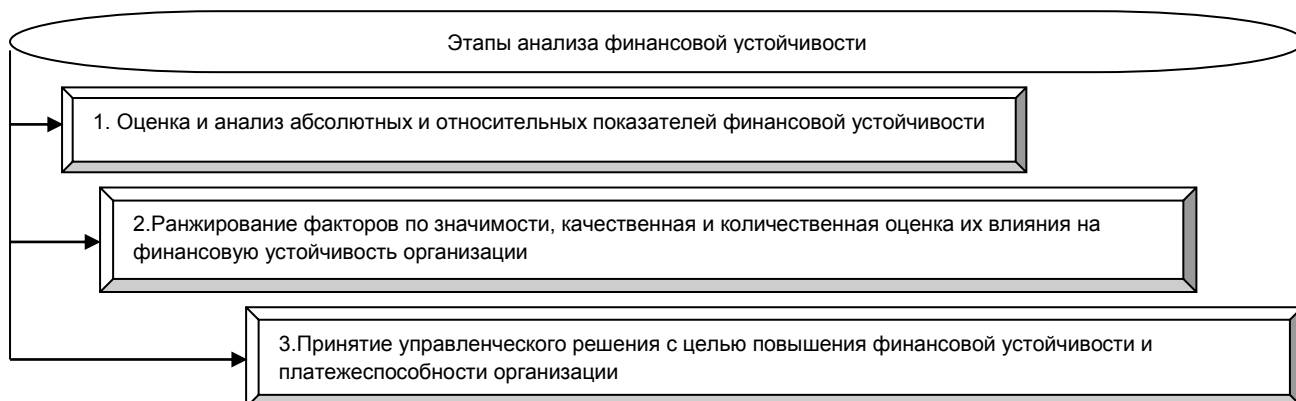 Этапы анализа финансовой устойчивости
1. Оценка и анализ абсолютных и относительных показателей финансовой устойчивости
2.Ранжирование факторов по значимости, качественная и количественная оценка их влияния на
финансовую устойчивость организации
3.Принятие управленческого решения с целью повышения финансовой устойчивости и
платежеспособности организации